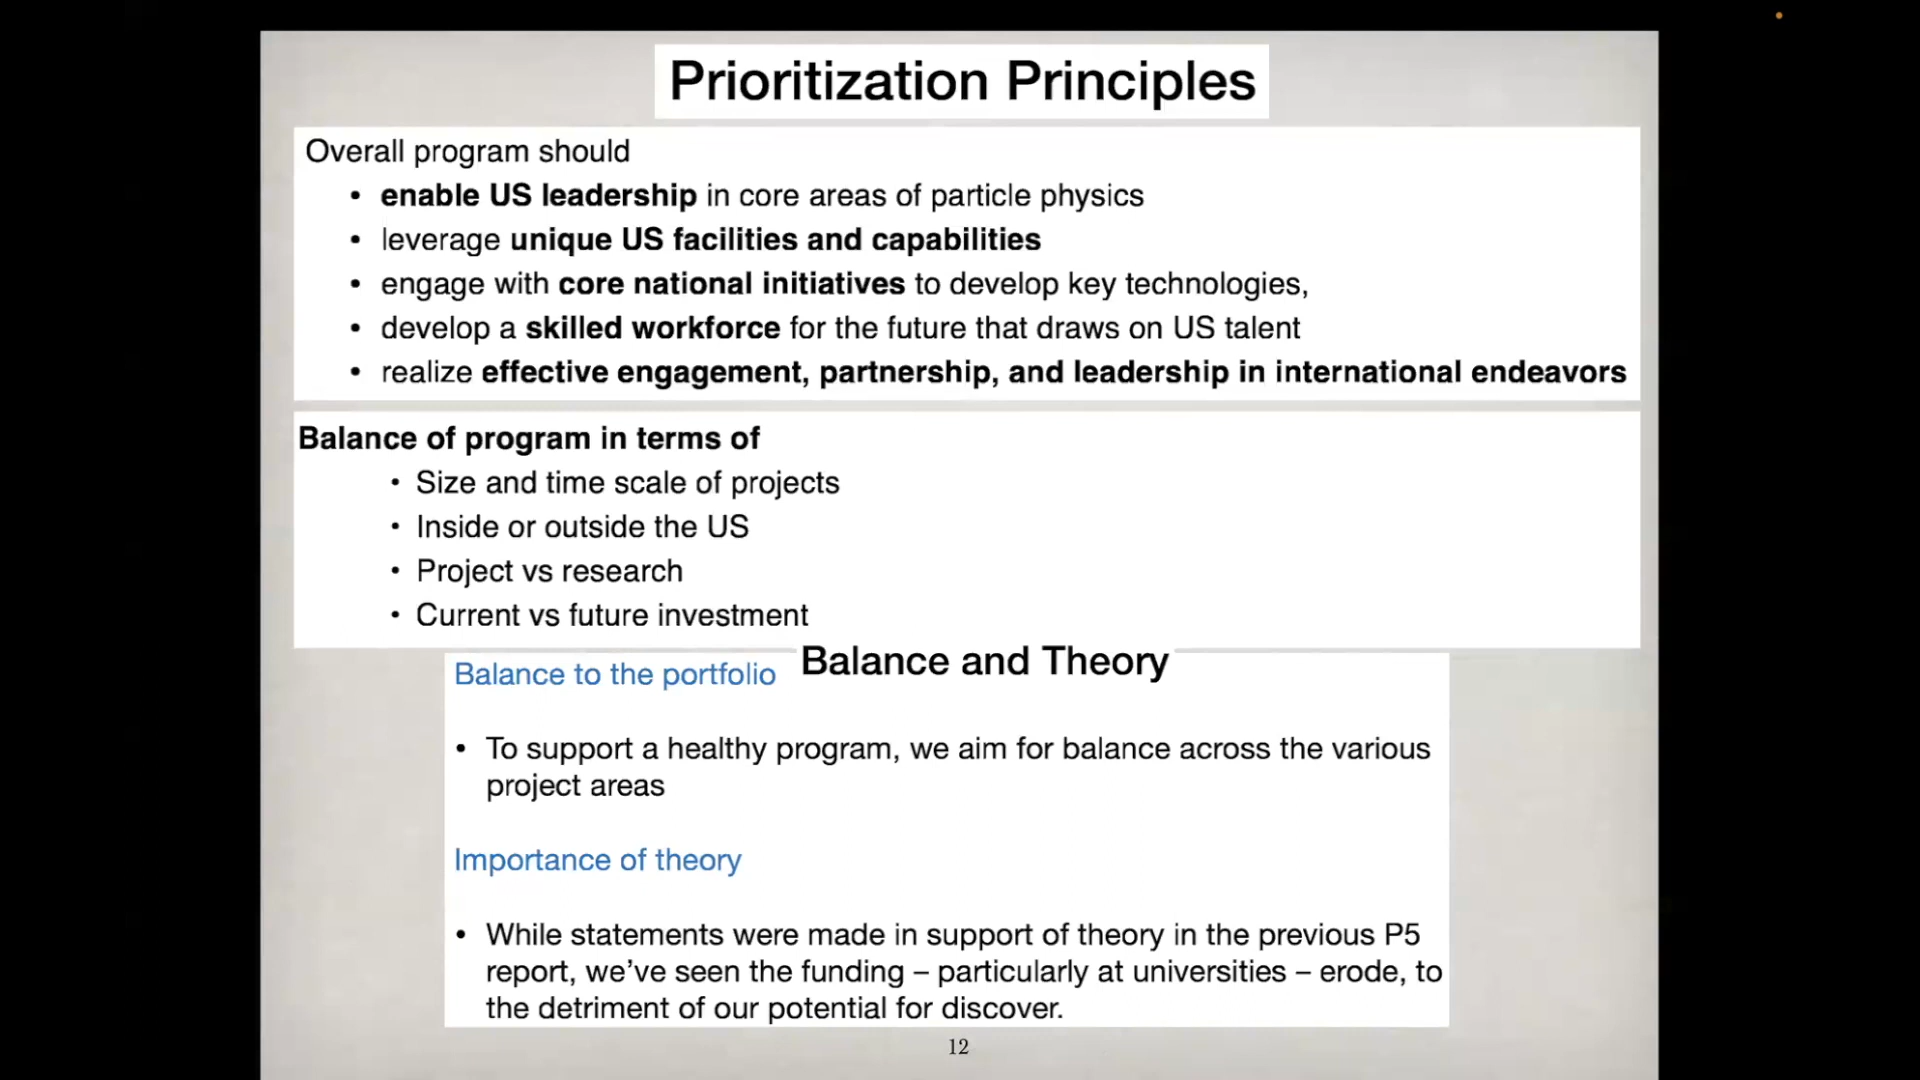 Prioritization Principles
Overall program should
• enable US leadership in core areas of particle physics
• leverage unique US facilities and capabilities
• engage with core national initiatives to develop key technologies,
• develop a skilled workforce for the future that draws on US talent
• realize effective engagement, partnership, and leadership in international endeavors
Balance of program in terms of
• Size and time scale of projects
• Inside or outside the US
• Project vs research
• Current vs future investment
Balance and Theory
Balance to the portfolio
• To support a healthy program, we aim for balance across the various
project areas
Importance of theory
• While statements were made in support of theory in the previous P5
report, we’ve seen the funding – particularly at universities – erode, to
the detriment of our potential for discover.
12